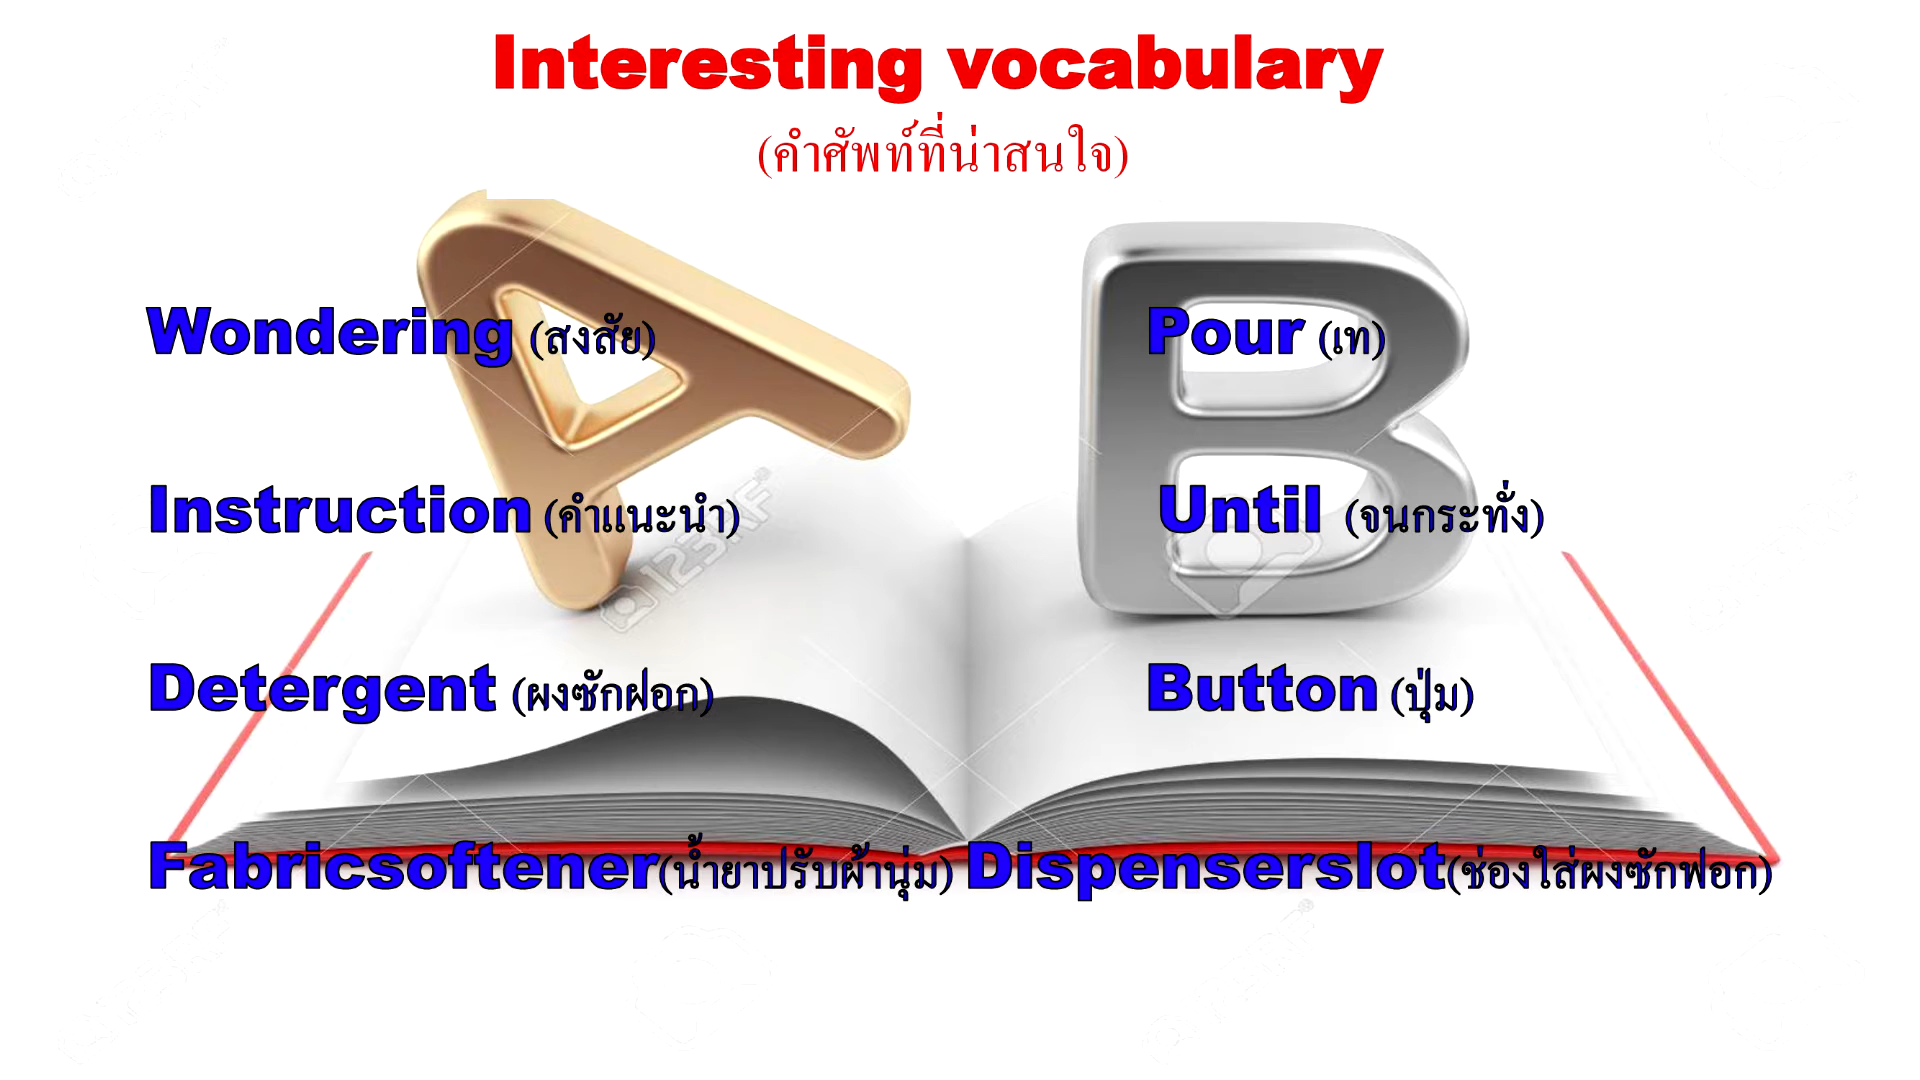 Interesting vocabulary
(คำศัพท์ที่น่าสนใจ)
Wondering (สงสัย)
Pour (เท)
Instruction (คำแนะนำ)
Until (จนกระทั่ง)
Detergent (ผงซักฝอก)
Button (ปุ่ม)
Fabricsoftener(น้ำยาปรับผ้านุ่ม)
Dispenserslot(ช่องใส่ผงซักฟอก)
123RF